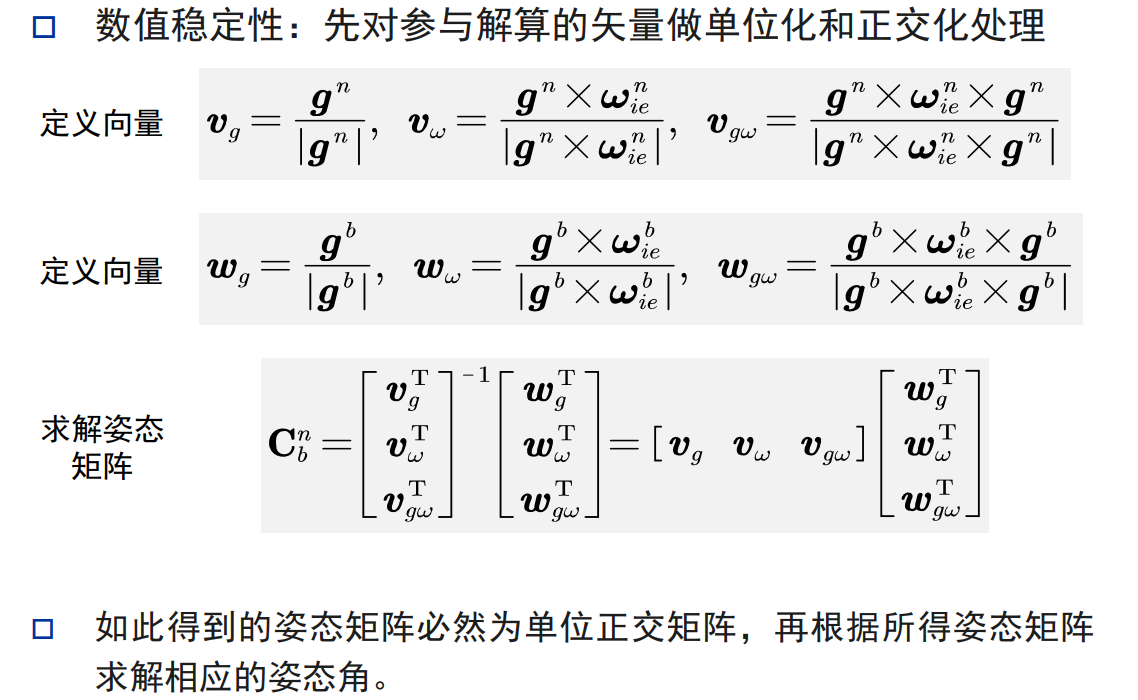 数值稳定性：先对参与解算的矢量做单位化和正交化处理
定义向量 $\boldsymbol{v}_g=\frac{\boldsymbol{g}^n}{|\boldsymbol{g}^n|},\ \boldsymbol{v}_\omega=\frac{\boldsymbol{g}^n\times\boldsymbol{\omega}_{ie}^n}{|\boldsymbol{g}^n\times\boldsymbol{\omega}_{ie}^n|},\ \boldsymbol{v}_{g\omega}=\frac{\boldsymbol{g}^n\times\boldsymbol{\omega}_{ie}^n\times\boldsymbol{g}^n}{|\boldsymbol{g}^n\times\boldsymbol{\omega}_{ie}^n\times\boldsymbol{g}^n|}$
定义向量 $\boldsymbol{w}_g=\frac{\boldsymbol{g}^b}{|\boldsymbol{g}^b|},\ \boldsymbol{w}_\omega=\frac{\boldsymbol{g}^b\times\boldsymbol{\omega}_{ie}^b}{|\boldsymbol{g}^b\times\boldsymbol{\omega}_{ie}^b|},\ \boldsymbol{w}_{g\omega}=\frac{\boldsymbol{g}^b\times\boldsymbol{\omega}_{ie}^b\times\boldsymbol{g}^b}{|\boldsymbol{g}^b\times\boldsymbol{\omega}_{ie}^b\times\boldsymbol{g}^b|}$
求解姿态
矩阵
$\mathbf{C}_b^n=\begin{bmatrix}\boldsymbol{v}_g^{\mathrm{T}}\\\boldsymbol{v}_\omega^{\mathrm{T}}\\\boldsymbol{v}_{g\omega}^{\mathrm{T}}\end{bmatrix}^{-1}\begin{bmatrix}\boldsymbol{w}_g^{\mathrm{T}}\\\boldsymbol{w}_\omega^{\mathrm{T}}\\\boldsymbol{w}_{g\omega}^{\mathrm{T}}\end{bmatrix}=[\boldsymbol{v}_g\ \ \boldsymbol{v}_\omega\ \ \boldsymbol{v}_{g\omega}]\begin{bmatrix}\boldsymbol{w}_g^{\mathrm{T}}\\\boldsymbol{w}_\omega^{\mathrm{T}}\\\boldsymbol{w}_{g\omega}^{\mathrm{T}}\end{bmatrix}$
如此得到的姿态矩阵必然为单位正交矩阵，再根据所得姿态矩阵
求解相应的姿态角。